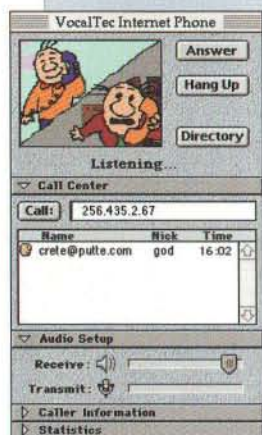 VocalTec Internet Phone
Answer
Hang Up
Directory
Listening...
Call Center
Call: 256.435.2.67
Name Nick Time
crete@putte.com god 16:02
Audio Setup
Receive:
Transmit:
Caller Information
Statistics